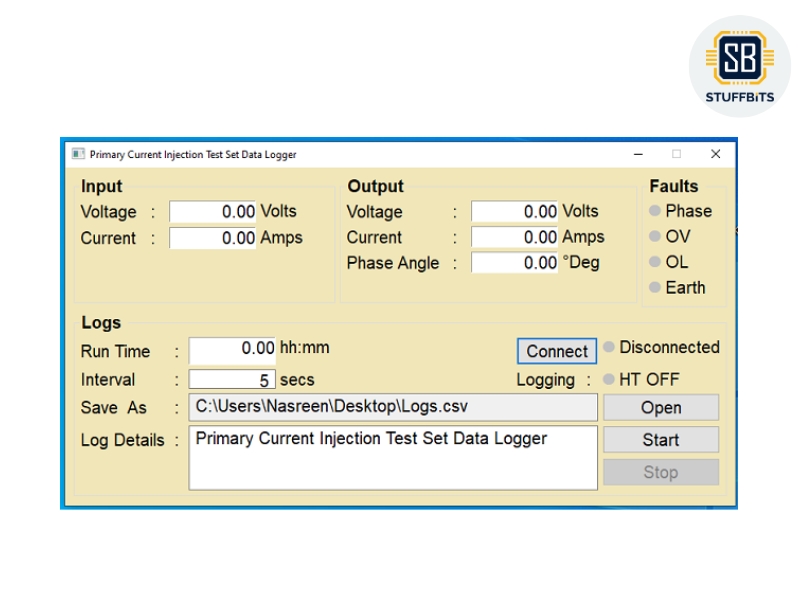 SB
STUFFBiTS
Primary Current Injection Test Set Data Logger
Input
Voltage : 0.00 Volts
Current : 0.00 Amps
Output
Voltage : 0.00 Volts
Current : 0.00 Amps
Phase Angle : 0.00 °Deg
Faults
Phase
OV
OL
Earth
Logs
Run Time : 0.00 hh:mm
Connect Disconnected
Interval : 5 secs
Logging : HT OFF
Save As : C:\Users\Nasreen\Desktop\Logs.csv
Open
Log Details : Primary Current Injection Test Set Data Logger
Start
Stop